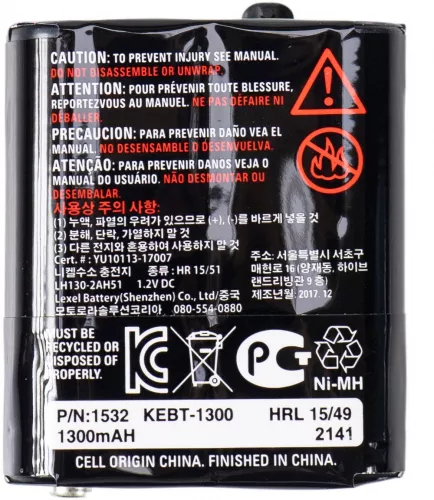 CAUTION: TO PREVENT INJURY SEE MANUAL.
DO NOT DISASSEMBLE OR UNWRAP.
ATTENTION: POUR PRÉVENIR TOUTE BLESSURE,
REPORTEZVOUS AU MANUEL. NE PAS DÉFAIRE NI
DÉBALLER.
PRECAUCION: PARA PREVENIR DAÑO VEA EL
MANUAL. NO DESENSAMBLE O DESENVUELVA.
ATENÇÃO: PARA PREVENIR DANOS VEJA O
MANUAL DO USUÁRIO. NÃO DESMONTAR OU
DESEMBALAR.
사용상 주의 사항:
(1) 누액, 파열의 우려가 있으므로 (+), (-)를 바르게 넣을 것
(2) 분해, 단락, 가열하지 말 것
(3) 다른 전지와 혼용하여 사용하지 말 것
Cert. # : YU10113-17007 주소: 서울특별시 서초구
니켈수소 충전지 종류: HR 15/51 매헌로 16 (양재동, 하이브
LH130-2AH51 1.2V DC 랜드리빙관 9 층)
Lexel Battery(Shenzhen) Co., Ltd/중국 제조년월: 2017. 12
모토로라솔루션코리아 080-554-0880
MUST BE
RECYCLED OR
DISPOSED OF
PROPERLY.
Ni-MH
P/N:1532 KEBT-1300 HRL 15/49
1300mAH 2141
CELL ORIGIN CHINA. FINISHED IN CHINA.